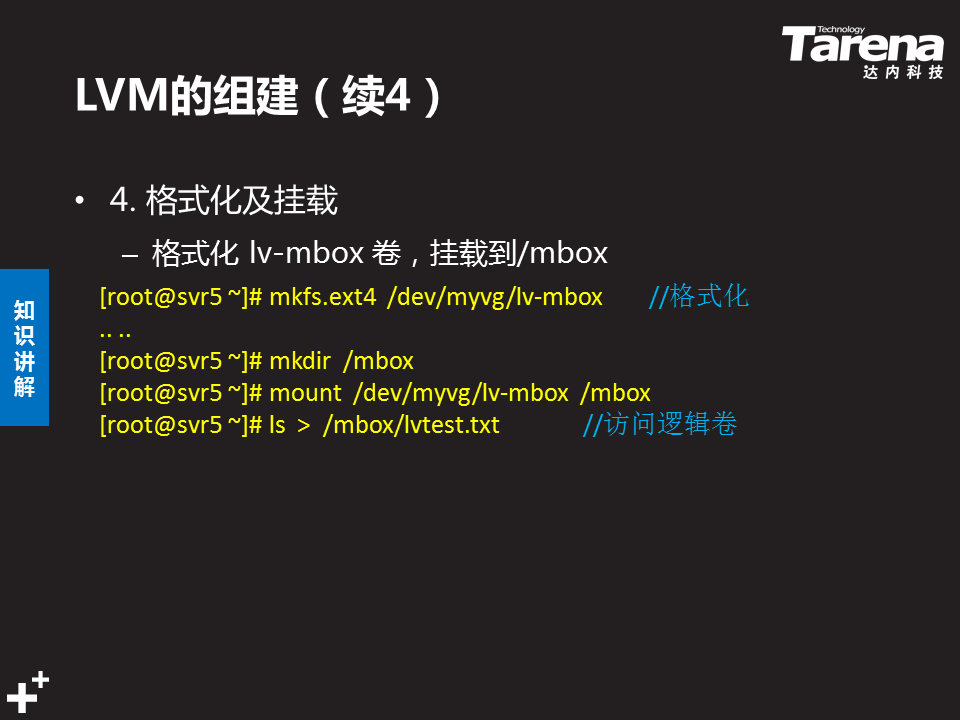 Technology
Tarena
达内科技
LVM的组建（续4）
• 4. 格式化及挂载
– 格式化 lv-mbox 卷，挂载到/mbox
[root@svr5 ~]# mkfs.ext4 /dev/myvg/lv-mbox //格式化
.. ..
[root@svr5 ~]# mkdir /mbox
[root@svr5 ~]# mount /dev/myvg/lv-mbox /mbox
[root@svr5 ~]# ls > /mbox/lvtest.txt //访问逻辑卷
知
识
讲
解